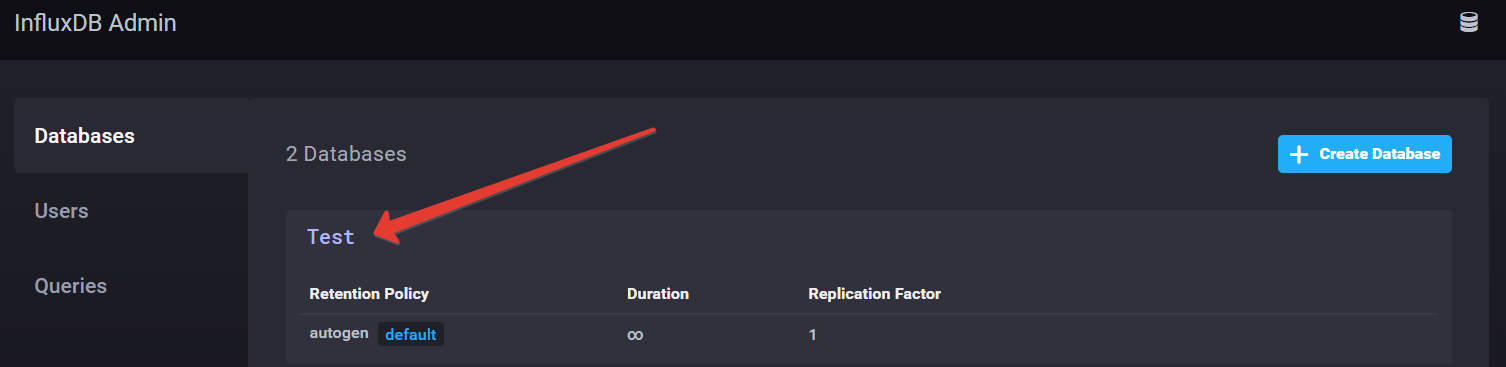 InfluxDB Admin
Databases
Users
Queries
2 Databases
Create Database
Test
Retention Policy Duration Replication Factor
autogen default ∞ 1